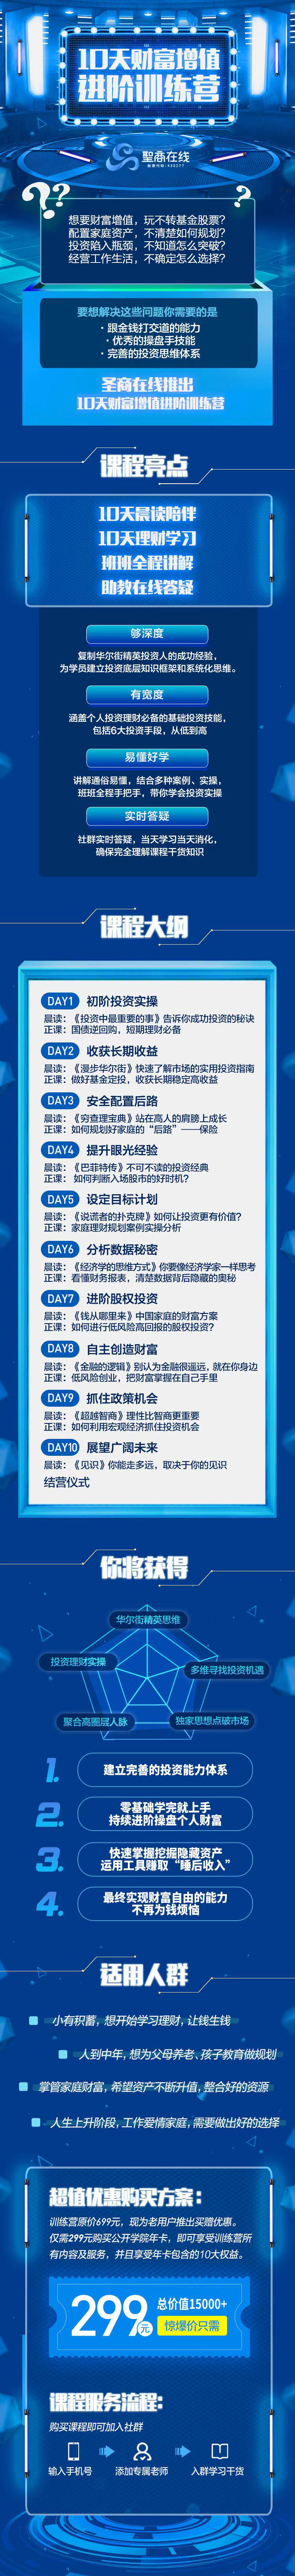 10天财富增值
进阶训练营
聖商在线
想要财富增值，玩不转基金股票？
配置家庭资产，不清楚如何规划？
投资陷入瓶颈，不知道怎么突破？
经营工作生活，不确定怎么选择？
要想解决这些问题你需要的是
· 跟金钱打交道的能力
· 优秀的操盘手技能
· 完善的投资思维体系
圣商在线推出
10天财富增值进阶训练营
课程亮点
10天晨读陪伴
10天理财学习
班班全程讲解
助教在线答疑
够深度
复制华尔街精英投资人的成功经验，
为学员建立投资底层知识框架和系统化思维。
有宽度
涵盖个人投资理财必备的基础投资技能，
包括6大投资手段，从低到高
易懂好学
讲解通俗易懂，结合多种案例、实操，
班班全程手把手，带你学会投资实操
实时答疑
社群实时答疑，当天学习当天消化，
确保完全理解课程干货知识
课程大纲
DAY1 初阶投资实操
晨读：《投资中最重要的事》告诉你成功投资的秘诀
正课：国债逆回购，短期理财必备
DAY2 收获长期收益
晨读：《漫步华尔街》快速了解市场的实用投资指南
正课：做好基金定投，收获长期稳定高收益
DAY3 安全配置后路
晨读：《穷查理宝典》站在高人的肩膀上成长
正课：如何规划好家庭的“后路”——保险
DAY4 提升眼光经验
晨读：《巴菲特传》不可不读的投资经典
正课： 如何判断入场股市的好时机？
DAY5 设定目标计划
晨读：《说谎者的扑克牌》如何让投资更有价值？
正课：家庭理财规划案例实操分析
DAY6 分析数据秘密
晨读：《经济学的思维方式》你要像经济学家一样思考
正课：看懂财务报表，清楚数据背后隐藏的奥秘
DAY7 进阶股权投资
晨读：《钱从哪里来》中国家庭的财富方案
正课：如何进行低风险高回报的股权投资？
DAY8 自主创造财富
晨读：《金融的逻辑》别认为金融很遥远，就在你身边
正课：低风险创业，把财富掌握在自己手里
DAY9 抓住政策机会
晨读：《超越智商》理性比智商更重要
正课：如何利用宏观经济抓住投资机会
DAY10 展望广阔未来
晨读：《见识》你能走多远，取决于你的见识
结营仪式
你将获得
华尔街精英思维
投资理财实操
多维寻找投资机遇
聚合高圈层人脉
独家思想点破市场
1. 建立完善的投资能力体系
2. 零基础学完就上手
持续进阶操盘个人财富
3. 快速掌握挖掘隐藏资产
运用工具赚取“睡后收入”
4. 最终实现财富自由的能力
不再为钱烦恼
适用人群
小有积蓄，想开始学习理财，让钱生钱
人到中年，想为父母养老、孩子教育做规划
掌管家庭财富，希望资产不断升值，整合好的资源
人生上升阶段，工作爱情家庭，需要做出好的选择
超值优惠购买方案：
训练营原价699元，现为老用户推出买赠优惠。
仅需299元购买公开学院年卡，即可享受训练营所
有内容及服务，并且享受年卡包含的10大权益。
299元
总价值15000+
惊爆价只需
课程服务流程：
购买课程即可加入社群
输入手机号
添加专属老师
入群学习干货